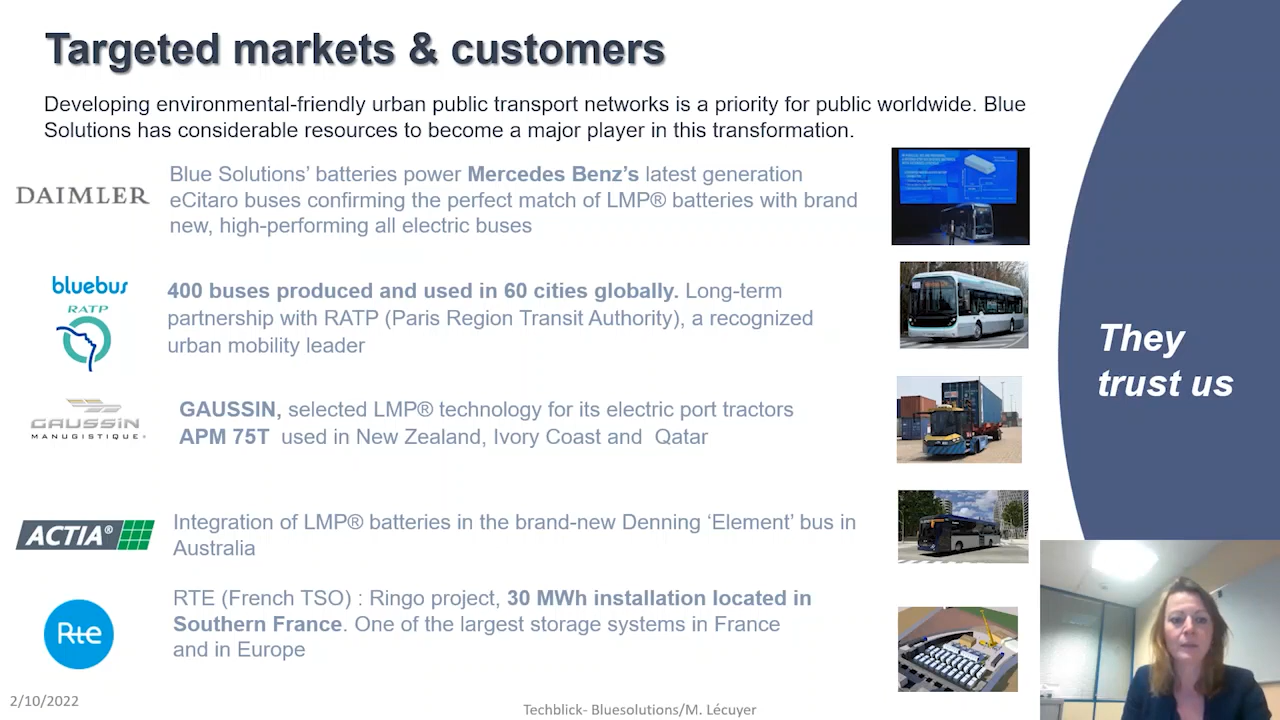 Targeted markets & customers
Developing environmental-friendly urban public transport networks is a priority for public worldwide. Blue
Solutions has considerable resources to become a major player in this transformation.
DAIMLER
Blue Solutions’ batteries power Mercedes Benz’s latest generation
eCitaro buses confirming the perfect match of LMP® batteries with brand
new, high-performing all electric buses
bluebus
RATP
400 buses produced and used in 60 cities globally. Long-term
partnership with RATP (Paris Region Transit Authority), a recognized
urban mobility leader
They
trust us
GAUSSIN
MANUGISTIQUE
GAUSSIN, selected LMP® technology for its electric port tractors
APM 75T used in New Zealand, Ivory Coast and Qatar
ACTIA®
Integration of LMP® batteries in the brand-new Denning ‘Element’ bus in
Australia
Rte
RTE (French TSO) : Ringo project, 30 MWh installation located in
Southern France. One of the largest storage systems in France
and in Europe
2/10/2022
Techblick- Bluesolutions/M. Lécuyer